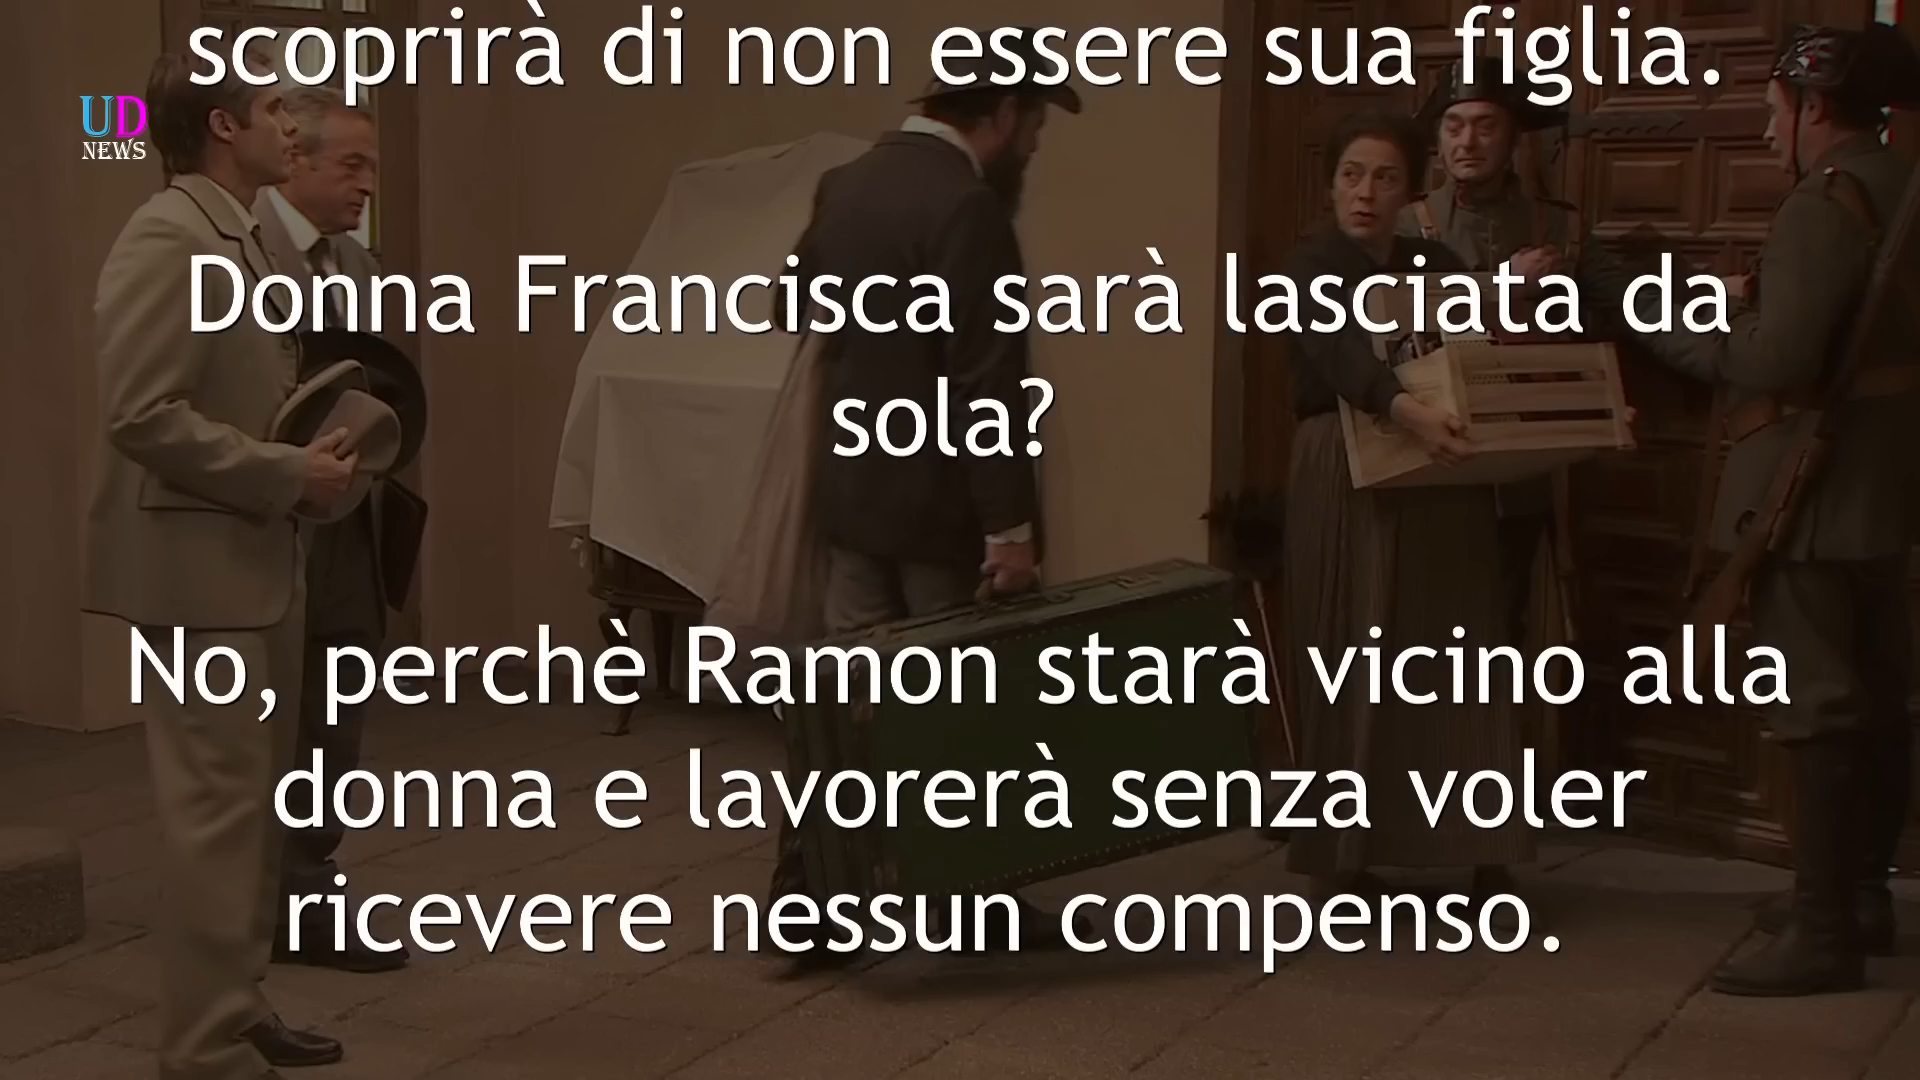 scoprirà di non essere sua figlia.
UD
NEWS
Donna Francisca sarà lasciata da
sola?
No, perchè Ramon starà vicino alla
donna e lavorerà senza voler
ricevere nessun compenso.